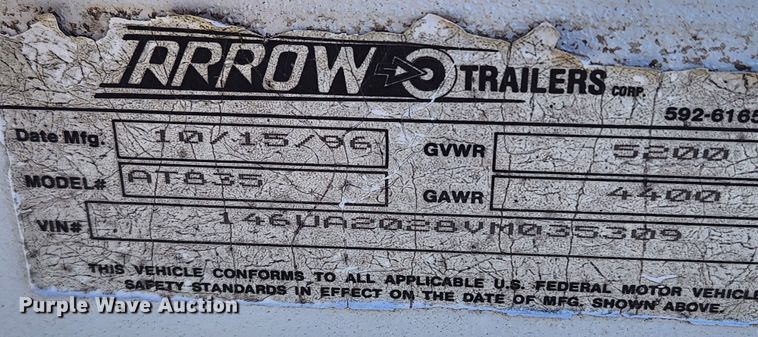 ARROW TRAILERS CORP.
592-6165
Date Mfg. 10/15/96 GVWR 5200
MODEL# AT835 GAWR 4400
VIN# 146UA2028VM035309
THIS VEHICLE CONFORMS TO ALL APPLICABLE U.S. FEDERAL MOTOR VEHICLE
SAFETY STANDARDS IN EFFECT ON THE DATE OF MFG. SHOWN ABOVE.
Purple Wave Auction